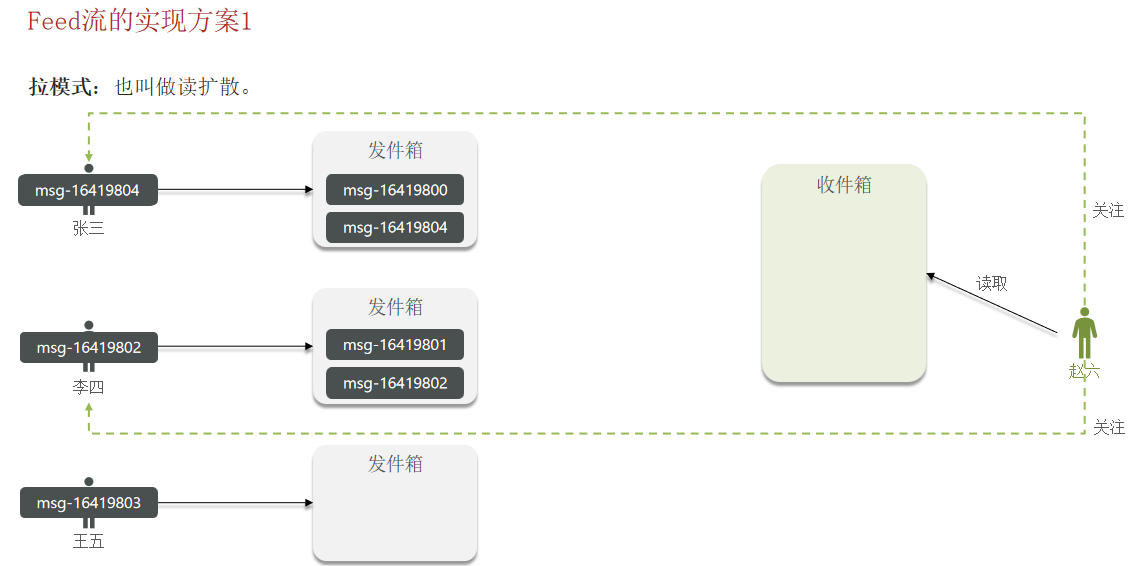 Feed流的实现方案1
拉模式：也叫做读扩散。
发件箱
msg-16419800
msg-16419804
msg-16419804
张三
收件箱
关注
读取
发件箱
msg-16419801
msg-16419802
msg-16419802
李四
赵六
关注
发件箱
msg-16419803
王五